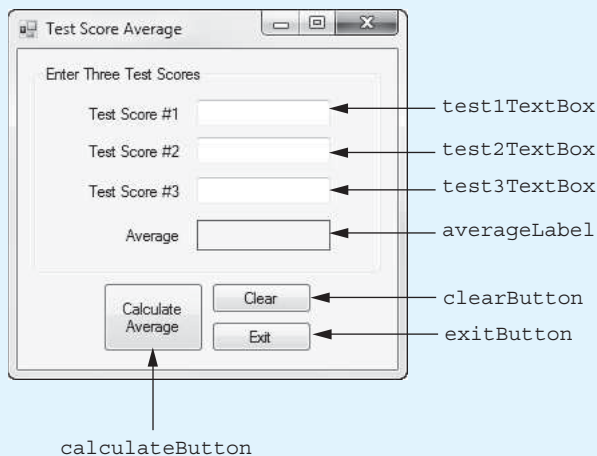 Test Score Average
Enter Three Test Scores
Test Score #1
test1TextBox
Test Score #2
test2TextBox
Test Score #3
test3TextBox
Average
averageLabel
Calculate
Average
Clear
clearButton
Exit
exitButton
calculateButton